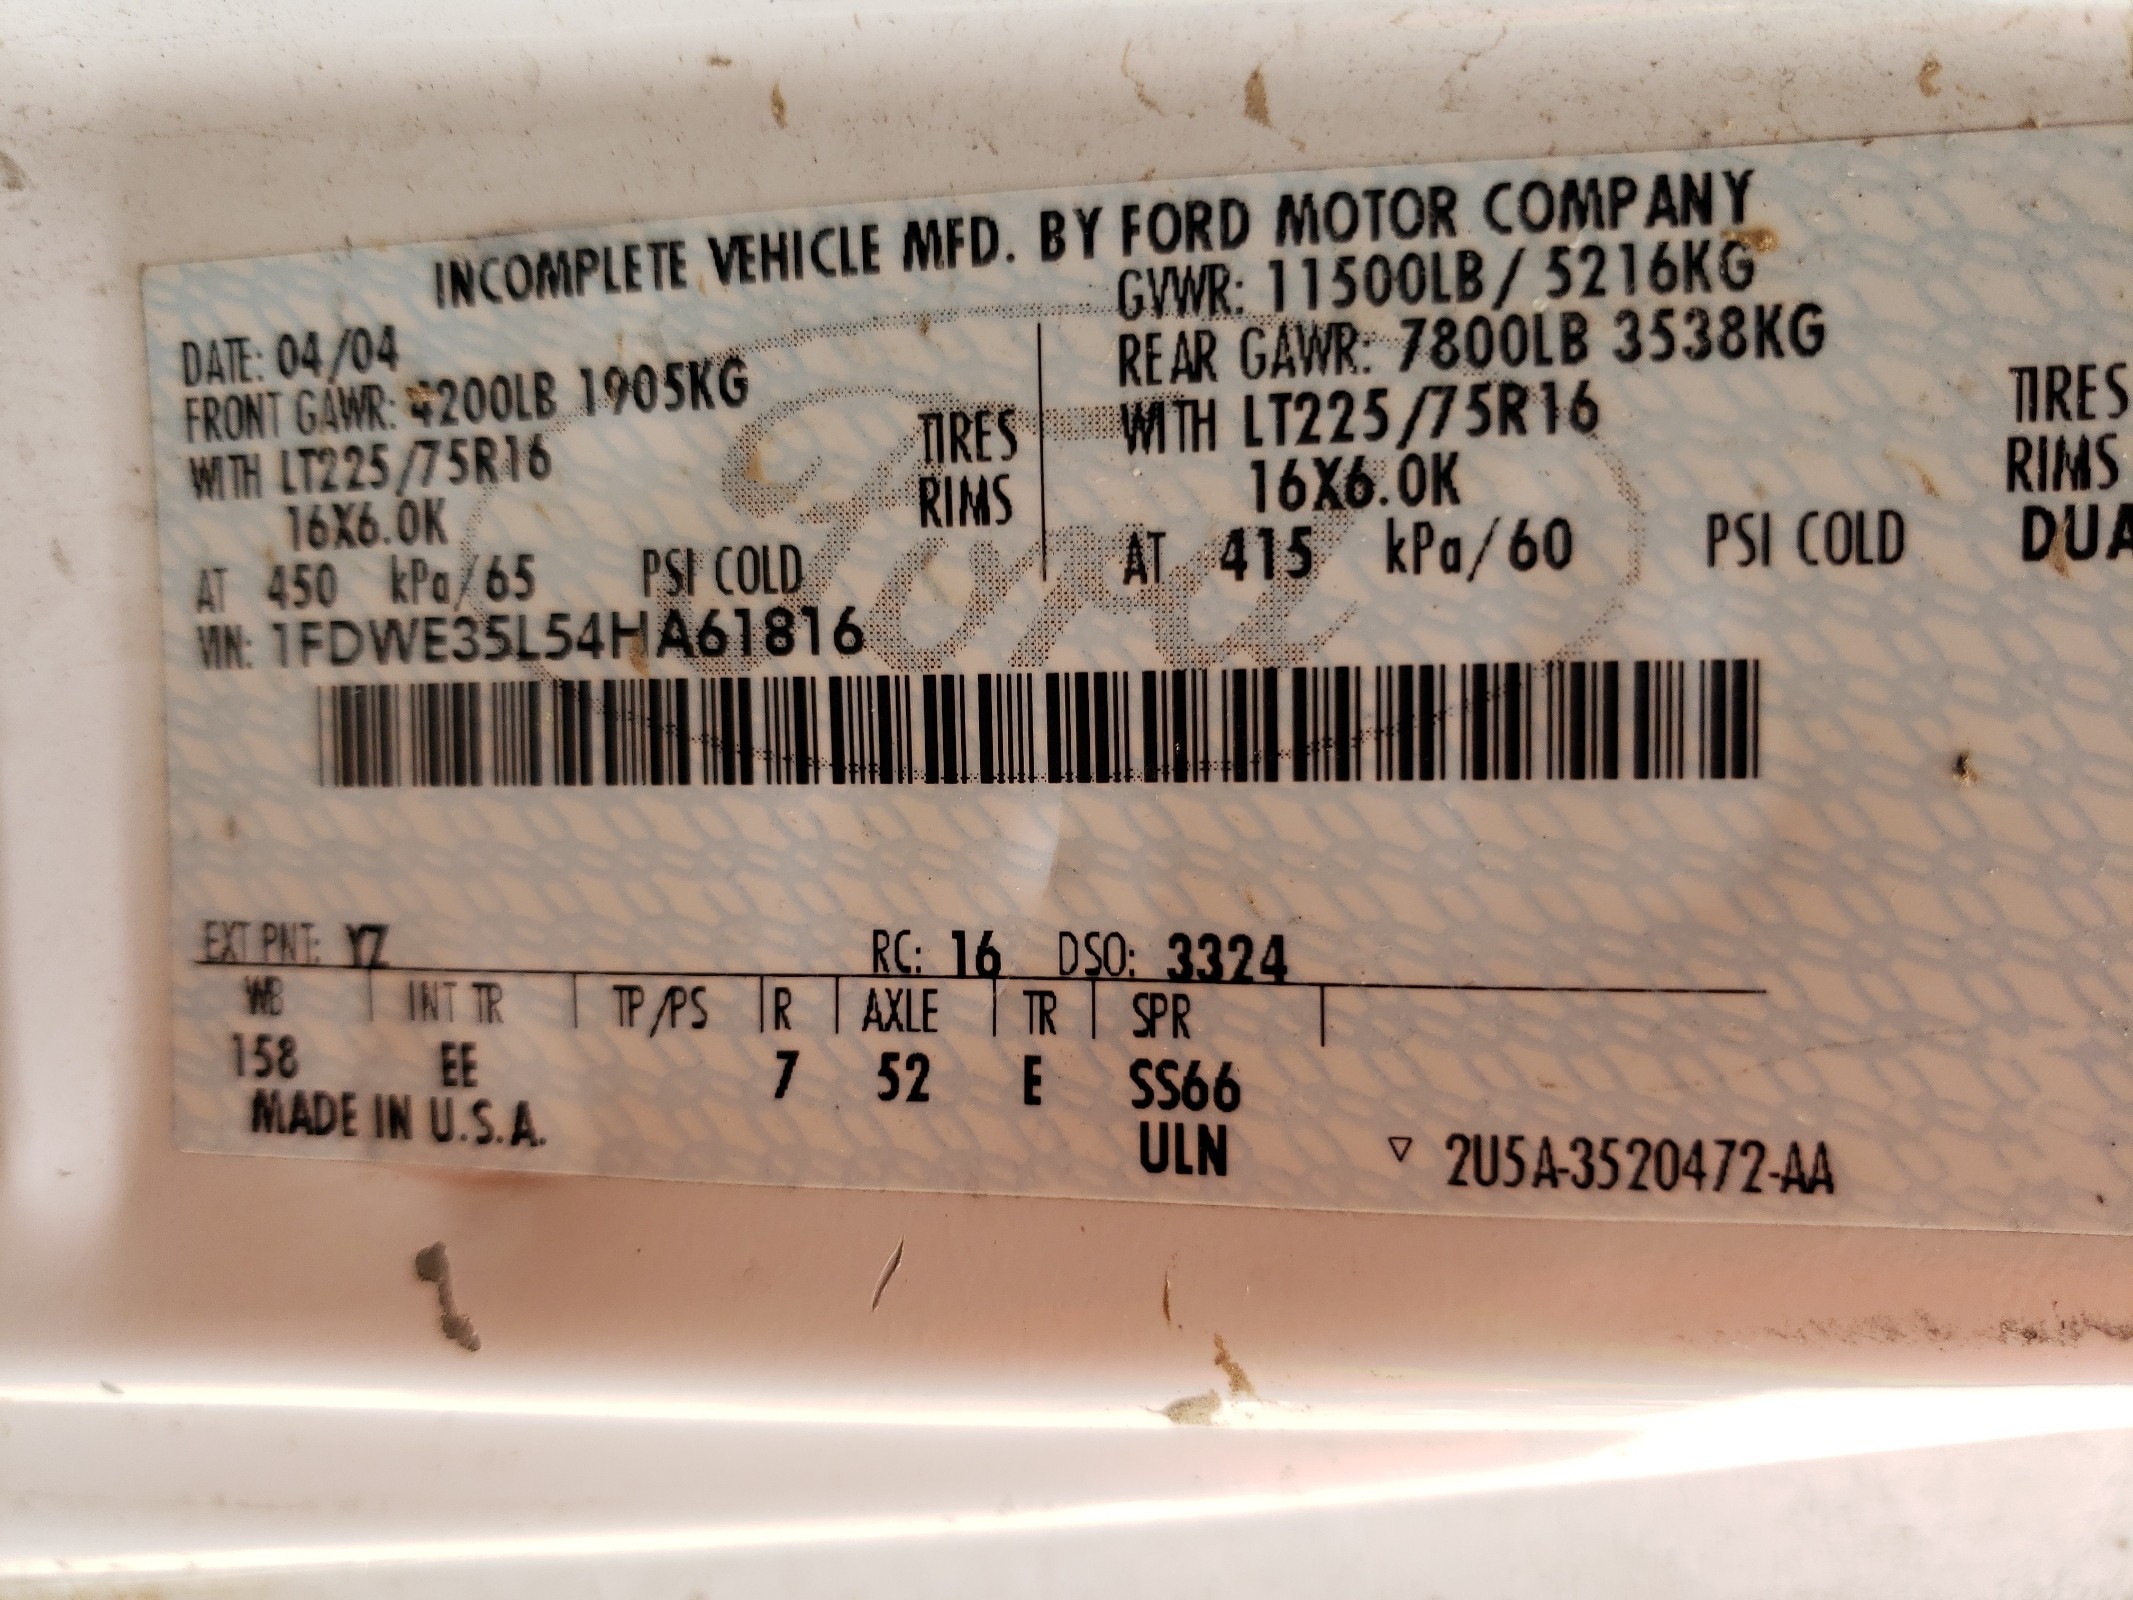 INCOMPLETE VEHICLE MFD. BY FORD MOTOR COMPANY
DATE: 04/04
GVWR: 11500LB / 5216KG
FRONT GAWR: 4200LB 1905KG
REAR GAWR: 7800LB 3538KG
WITH LT225/75R16 TIRES
WITH LT225/75R16 TIRES
16X6.0K RIMS
16X6.0K RIMS
AT 450 kPa/65 PSI COLD
AT 415 kPa/60 PSI COLD DUA
VIN: 1FDWE35L54HA61816
Ford
EXT PNT: YZ RC: 16 DSO: 3324
WB INT TR TP/PS R AXLE TR SPR
158 EE 7 52 E SS66
MADE IN U.S.A. ULN
▽ 2U5A-3520472-AA